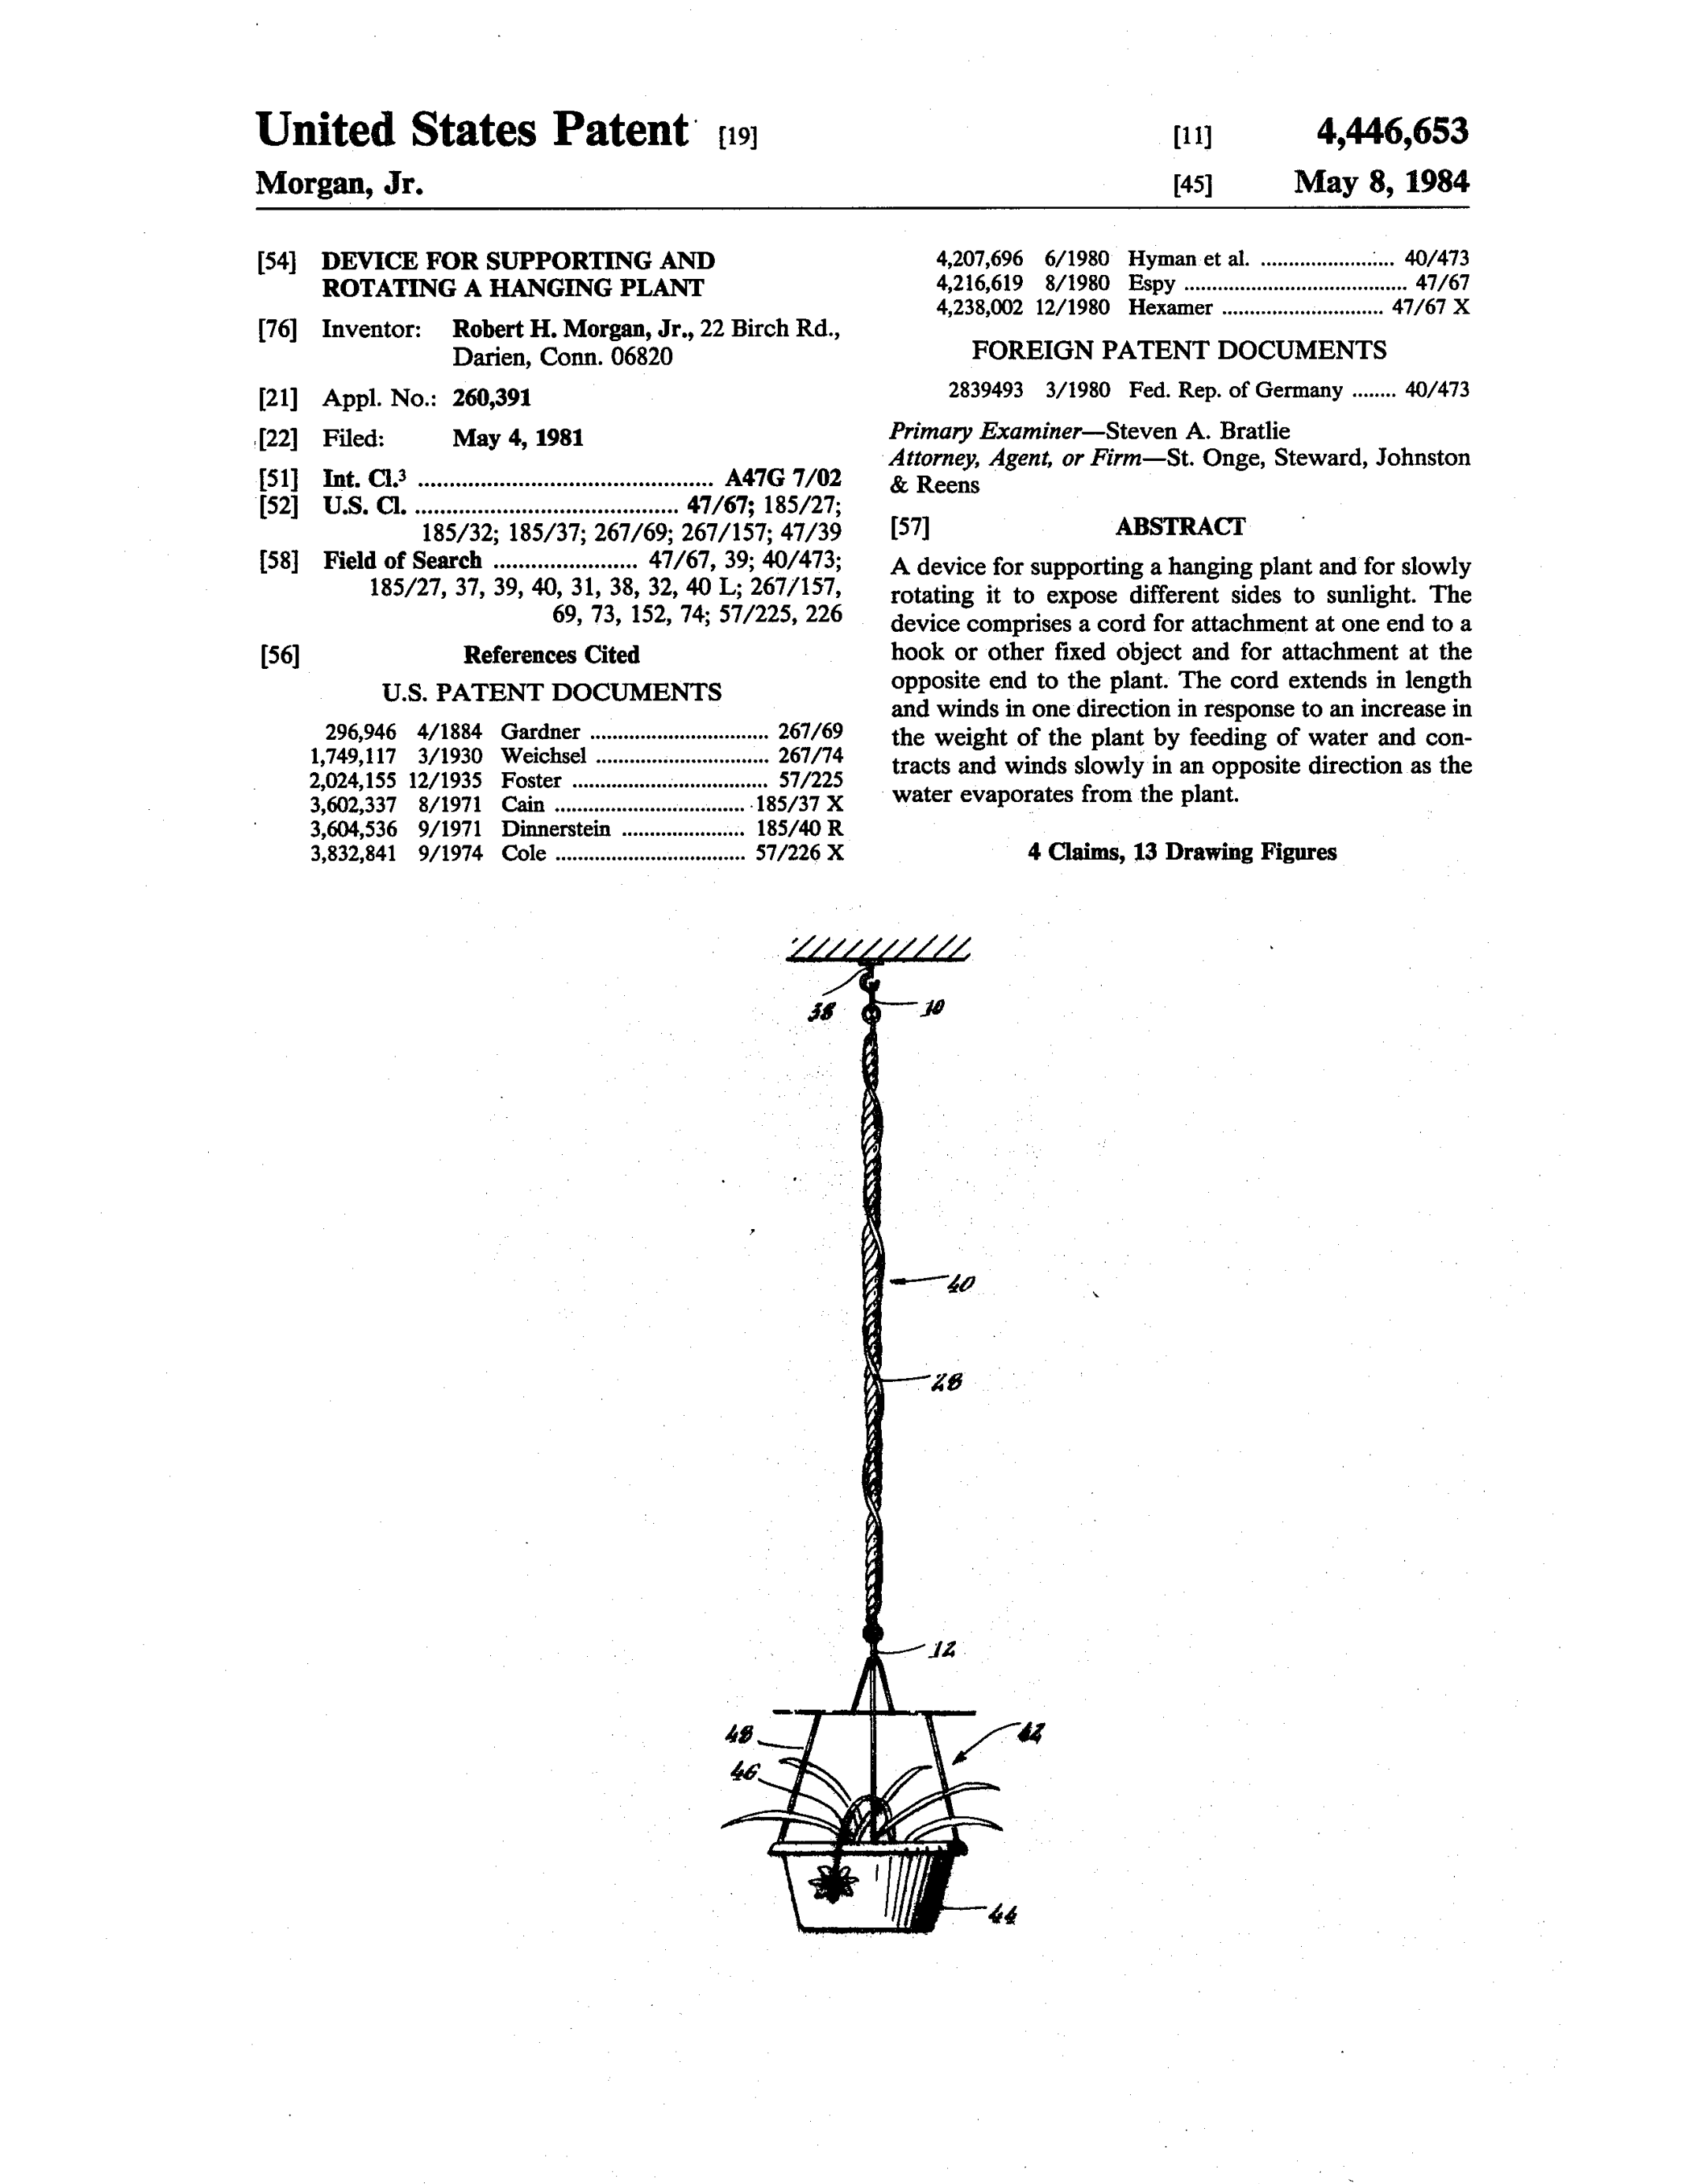 United States Patent [19]
Morgan, Jr.
[11] 4,446,653
[45] May 8, 1984
[54] DEVICE FOR SUPPORTING AND
ROTATING A HANGING PLANT
[76] Inventor: Robert H. Morgan, Jr., 22 Birch Rd.,
Darien, Conn. 06820
[21] Appl. No.: 260,391
[22] Filed: May 4, 1981
[51] Int. Cl.³ ............................................... A47G 7/02
[52] U.S. Cl. .......................................... 47/67; 185/27;
185/32; 185/37; 267/69; 267/157; 47/39
[58] Field of Search ....................... 47/67, 39; 40/473;
185/27, 37, 39, 40, 31, 38, 32, 40 L; 267/157,
69, 73, 152, 74; 57/225, 226
[56] References Cited
U.S. PATENT DOCUMENTS
296,946 4/1884 Gardner ................................ 267/69
1,749,117 3/1930 Weichsel ............................... 267/74
2,024,155 12/1935 Foster ................................... 57/225
3,602,337 8/1971 Cain .................................. 185/37 X
3,604,536 9/1971 Dinnerstein ...................... 185/40 R
3,832,841 9/1974 Cole .................................. 57/226 X
4,207,696 6/1980 Hyman et al. ........................ 40/473
4,216,619 8/1980 Espy ........................................ 47/67
4,238,002 12/1980 Hexamer ............................. 47/67 X
FOREIGN PATENT DOCUMENTS
2839493 3/1980 Fed. Rep. of Germany ........ 40/473
Primary Examiner—Steven A. Bratlie
Attorney, Agent, or Firm—St. Onge, Steward, Johnston
& Reens
[57] ABSTRACT
A device for supporting a hanging plant and for slowly
rotating it to expose different sides to sunlight. The
device comprises a cord for attachment at one end to a
hook or other fixed object and for attachment at the
opposite end to the plant. The cord extends in length
and winds in one direction in response to an increase in
the weight of the plant by feeding of water and con-
tracts and winds slowly in an opposite direction as the
water evaporates from the plant.
4 Claims, 13 Drawing Figures
38
10
40
28
12
48
42
46
44